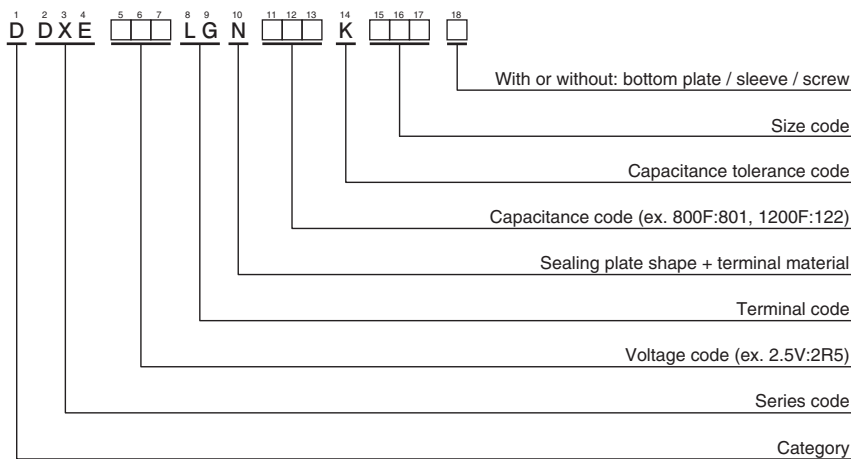 1 2 3 4 5 6 7 8 9 10 11 12 13 14 15 16 17 18
D DXE □□□ LG N □□□ K □□□ □
With or without: bottom plate / sleeve / screw
Size code
Capacitance tolerance code
Capacitance code (ex. 800F:801, 1200F:122)
Sealing plate shape + terminal material
Terminal code
Voltage code (ex. 2.5V:2R5)
Series code
Category